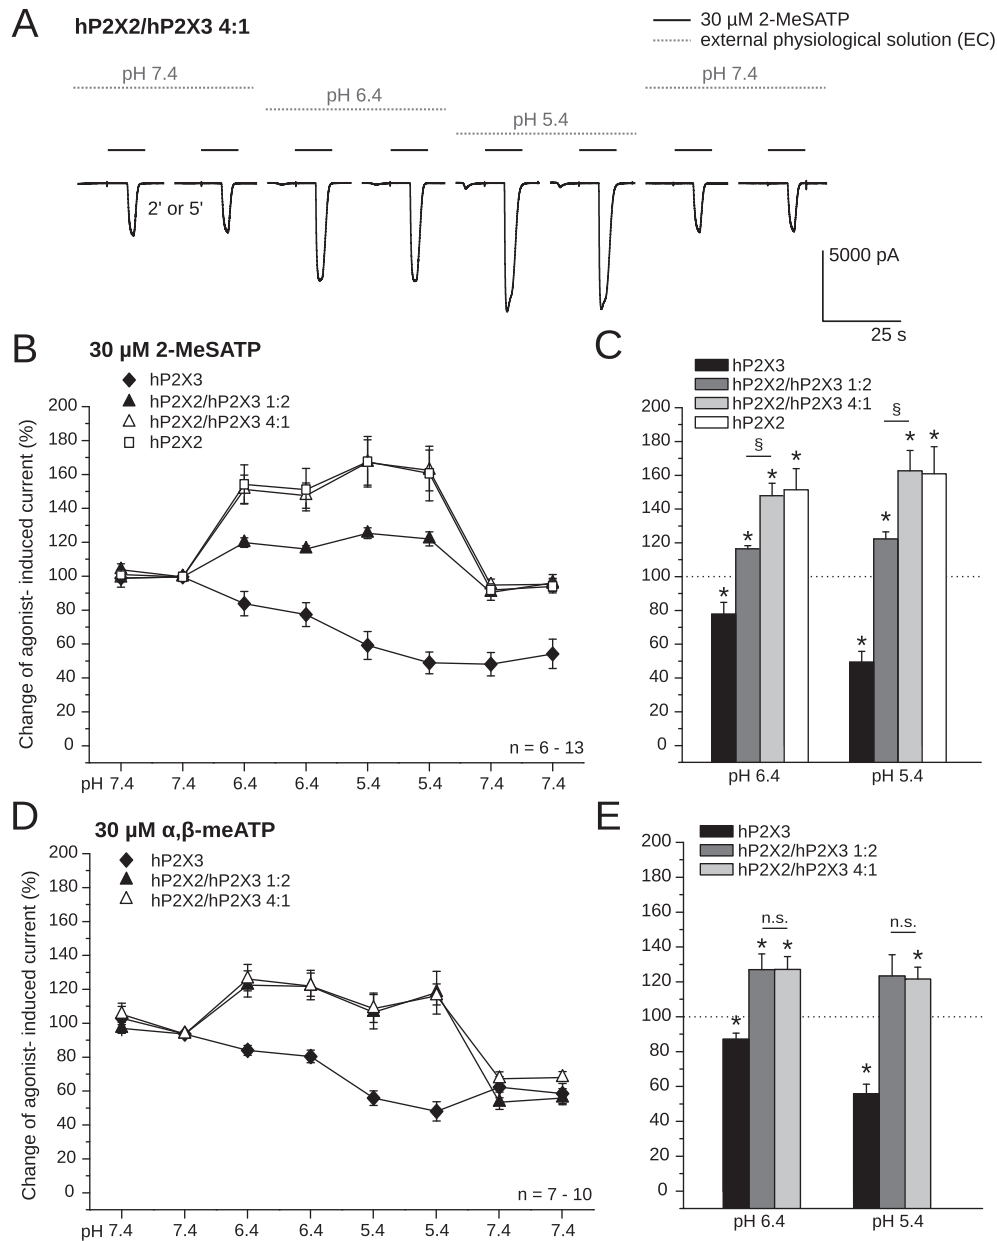 A
hP2X2/hP2X3 4:1
30 µM 2-MeSATP
external physiological solution (EC)
pH 7.4
pH 6.4
pH 5.4
pH 7.4
2' or 5'
5000 pA
25 s
B
30 µM 2-MeSATP
hP2X3
hP2X2/hP2X3 1:2
hP2X2/hP2X3 4:1
hP2X2
Change of agonist- induced current (%)
200
180
160
140
120
100
80
60
40
20
0
n = 6 - 13
pH 7.4 7.4 6.4 6.4 5.4 5.4 7.4 7.4
C
hP2X3
hP2X2/hP2X3 1:2
hP2X2/hP2X3 4:1
hP2X2
200
180
160
140
120
100
80
60
40
20
0
* * § * *
* * § * *
pH 6.4 pH 5.4
D
30 µM α,β-meATP
hP2X3
hP2X2/hP2X3 1:2
hP2X2/hP2X3 4:1
Change of agonist- induced current (%)
200
180
160
140
120
100
80
60
40
20
0
n = 7 - 10
pH 7.4 7.4 6.4 6.4 5.4 5.4 7.4 7.4
E
hP2X3
hP2X2/hP2X3 1:2
hP2X2/hP2X3 4:1
200
180
160
140
120
100
80
60
40
20
0
n.s. n.s.
* * * * *
pH 6.4 pH 5.4